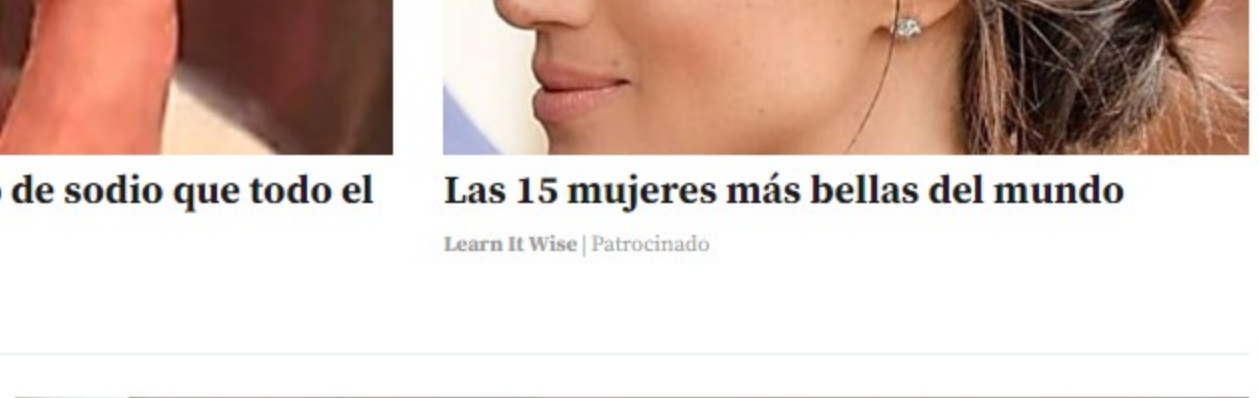 de sodio que todo el
Las 15 mujeres más bellas del mundo
Learn It Wise | Patrocinado